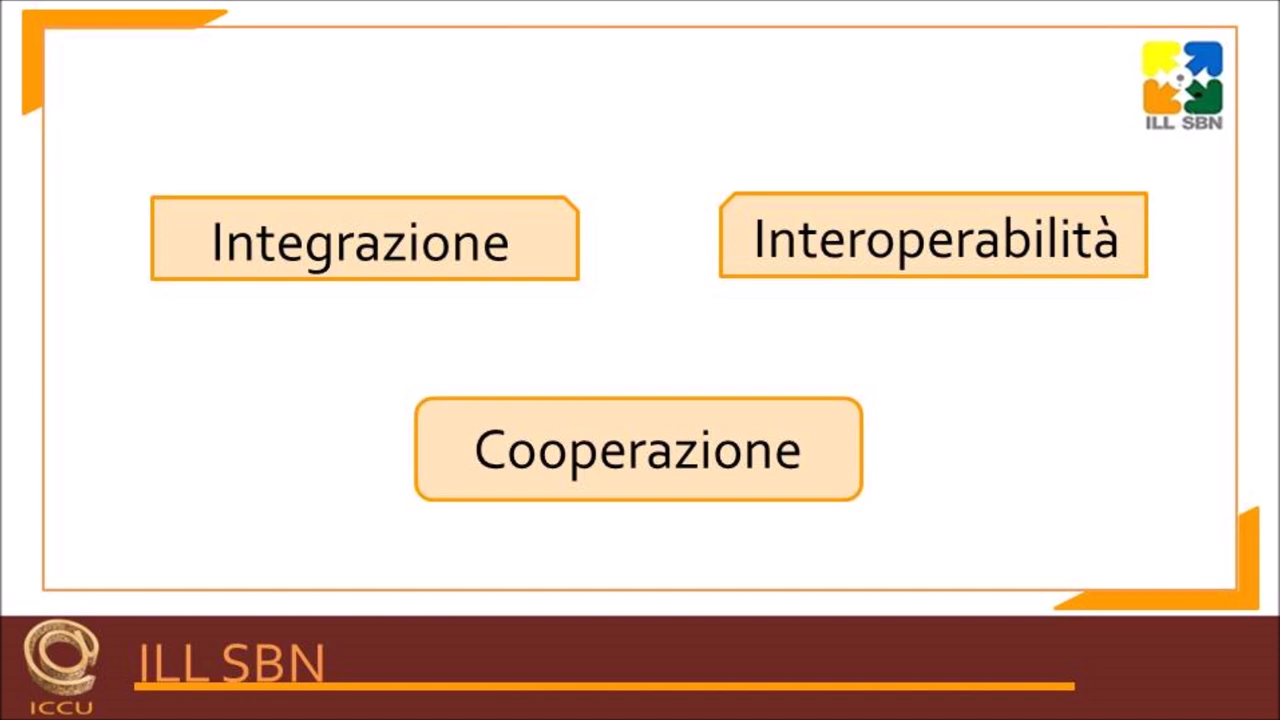 ILL SBN
Integrazione
Interoperabilità
Cooperazione
ILL SBN
ICCU